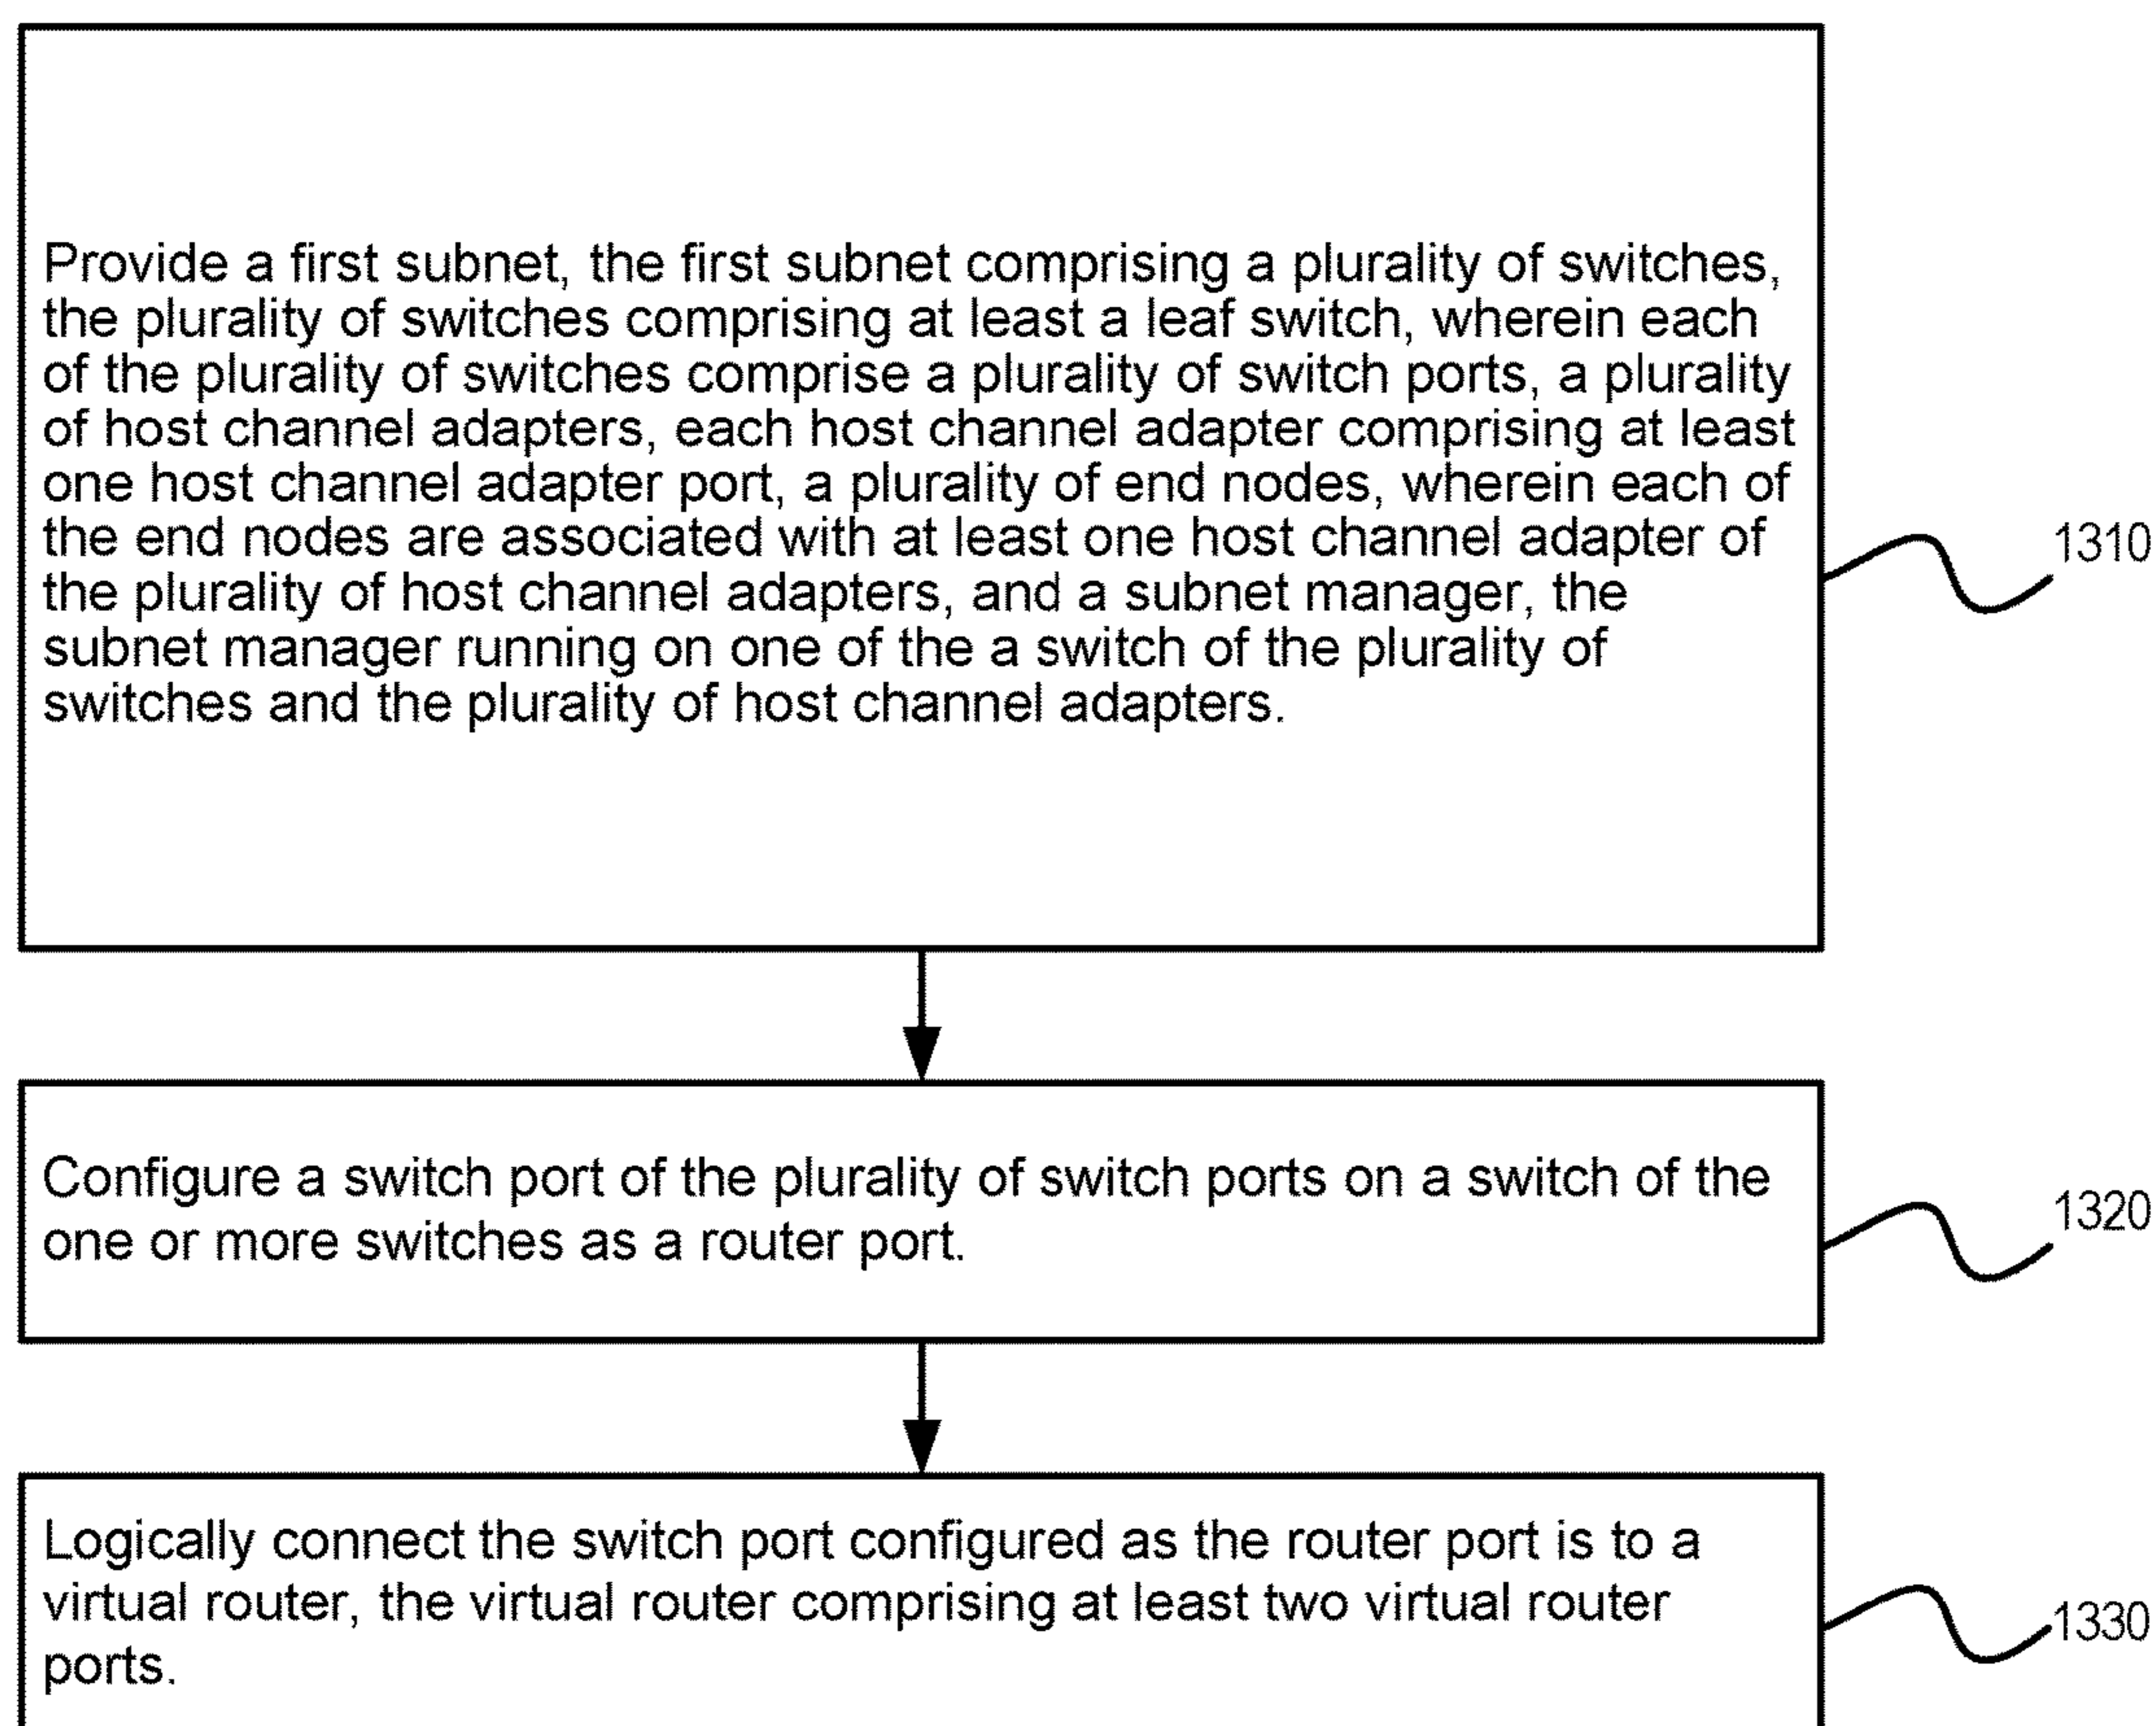 Provide a first subnet, the first subnet comprising a plurality of switches,
the plurality of switches comprising at least a leaf switch, wherein each
of the plurality of switches comprise a plurality of switch ports, a plurality
of host channel adapters, each host channel adapter comprising at least
one host channel adapter port, a plurality of end nodes, wherein each of
the end nodes are associated with at least one host channel adapter of
the plurality of host channel adapters, and a subnet manager, the
subnet manager running on one of the a switch of the plurality of
switches and the plurality of host channel adapters.
1310
Configure a switch port of the plurality of switch ports on a switch of the
one or more switches as a router port.
1320
Logically connect the switch port configured as the router port is to a
virtual router, the virtual router comprising at least two virtual router
ports.
1330